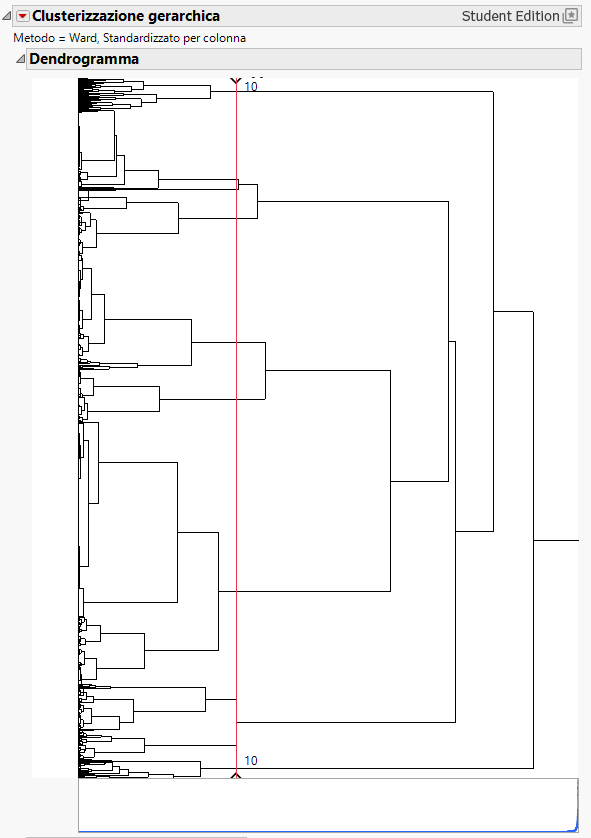 Clusterizzazione gerarchica Student Edition
Metodo = Ward, Standardizzato per colonna
Dendrogramma
10
10